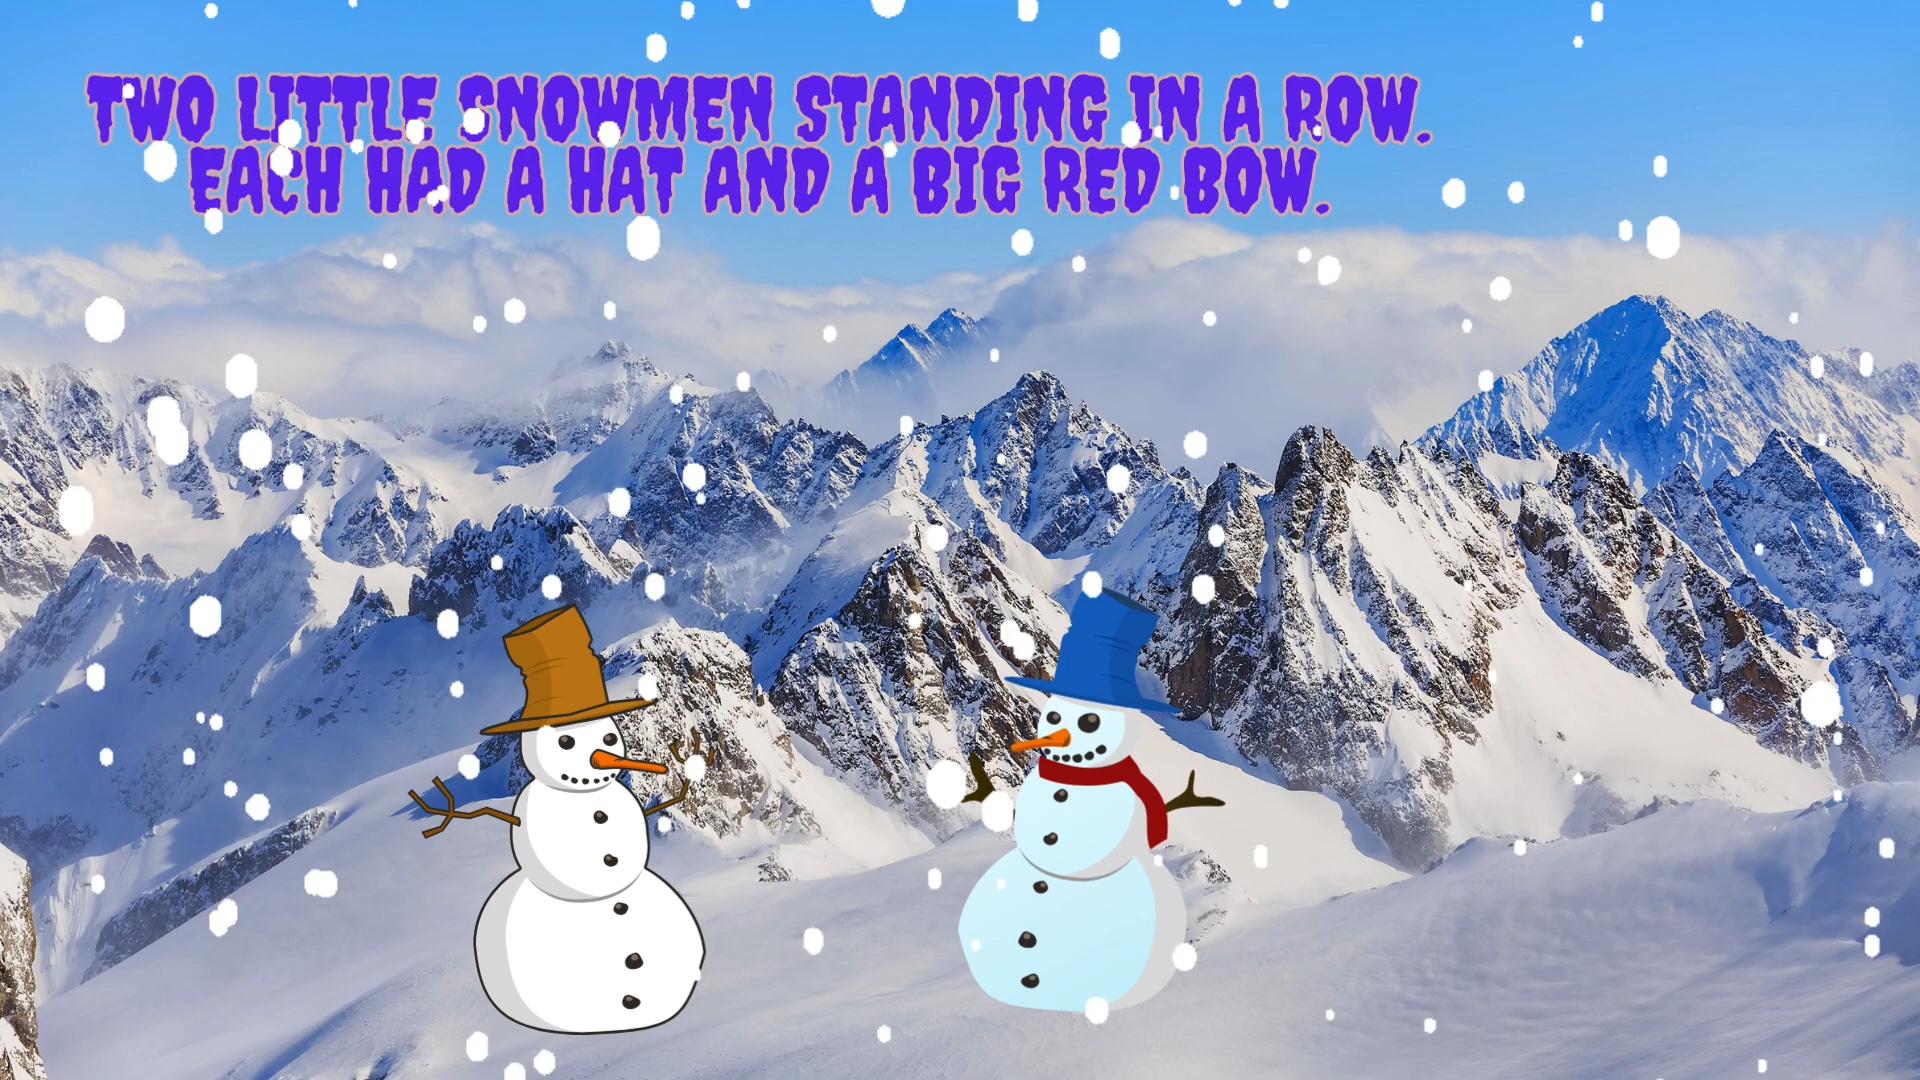 TWO LITTLE SNOWMEN STANDING IN A ROW.
EACH HAD A HAT AND A BIG RED BOW.